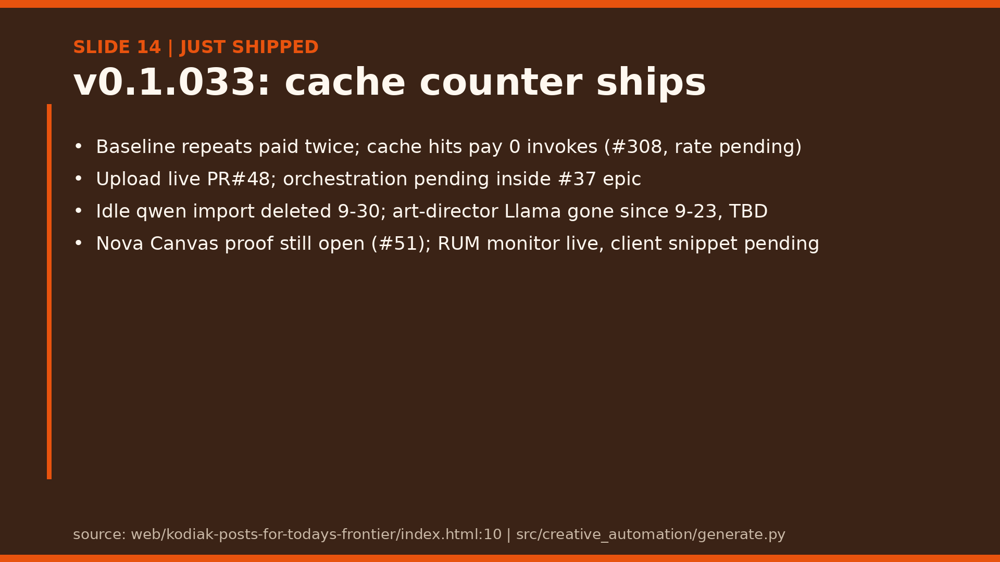 SLIDE 14 | JUST SHIPPED
v0.1.033: cache counter ships
• Baseline repeats paid twice; cache hits pay 0 invokes (#308, rate pending)
• Upload live PR#48; orchestration pending inside #37 epic
• Idle qwen import deleted 9-30; art-director Llama gone since 9-23, TBD
• Nova Canvas proof still open (#51); RUM monitor live, client snippet pending
source: web/kodiak-posts-for-todays-frontier/index.html:10 | src/creative_automation/generate.py